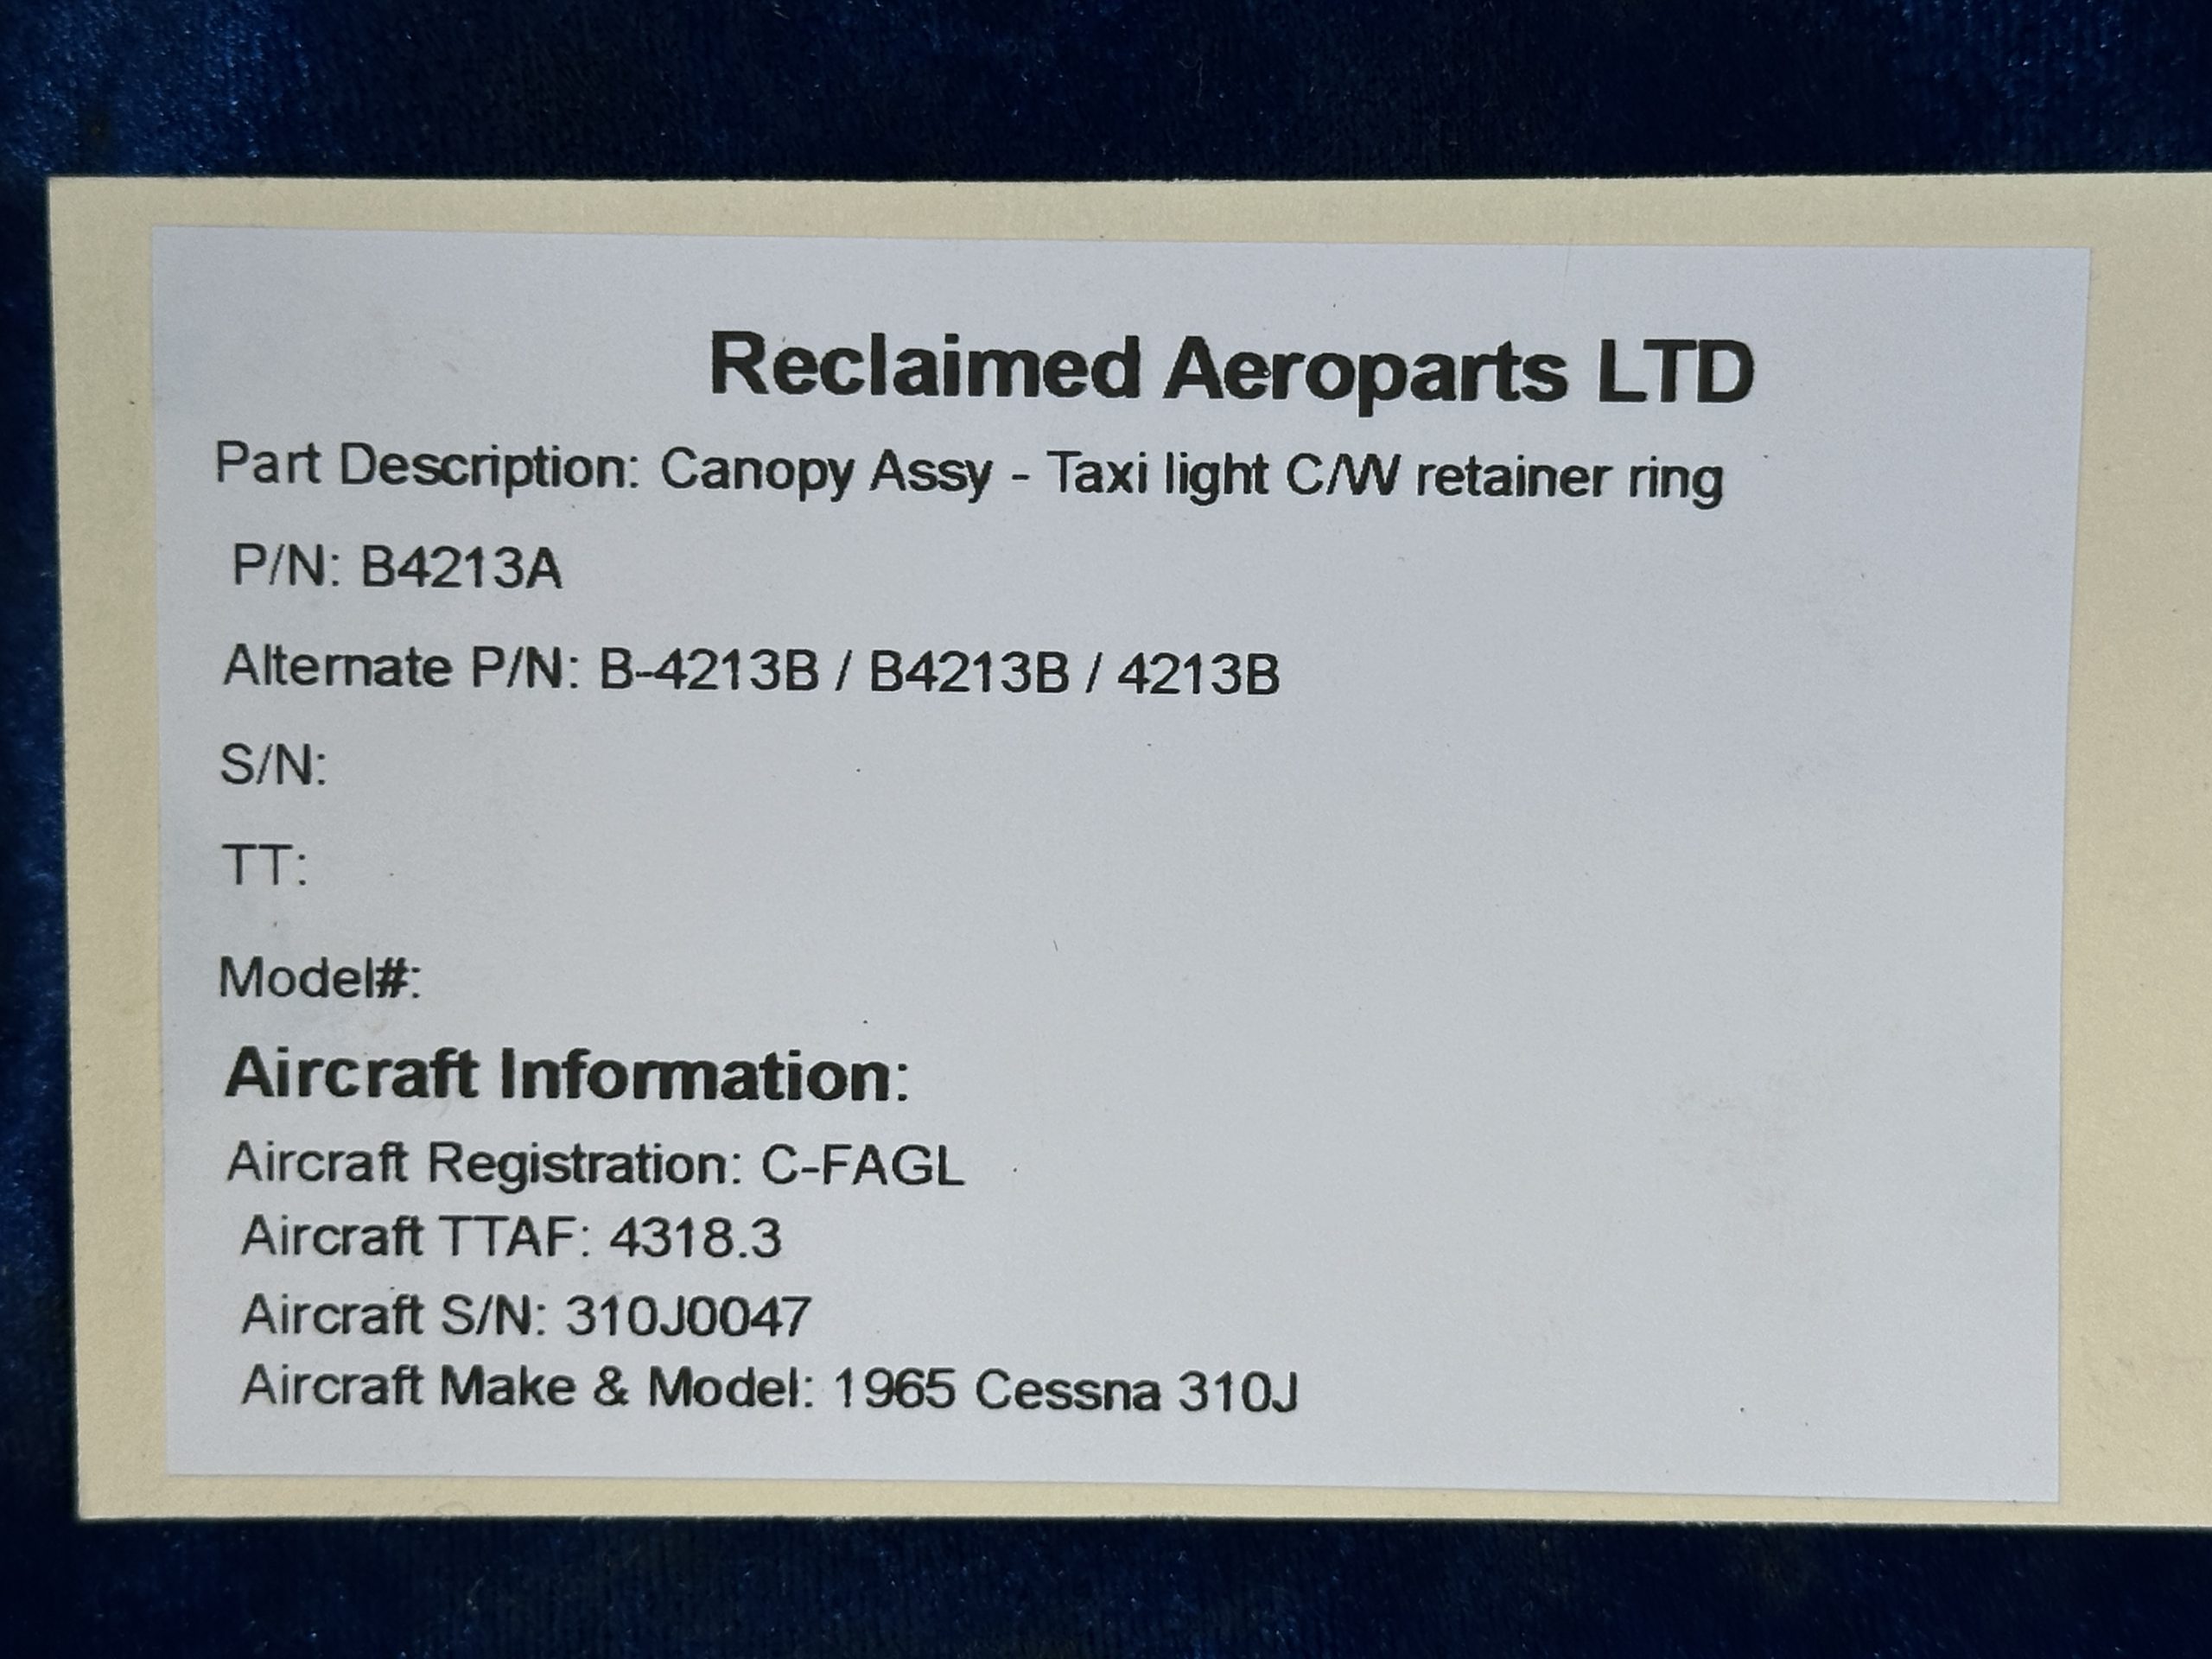 Reclaimed Aeroparts LTD
Part Description: Canopy Assy - Taxi light C/W retainer ring
P/N: B4213A
Alternate P/N: B-4213B / B4213B / 4213B
S/N:
TT:
Model#:
Aircraft Information:
Aircraft Registration: C-FAGL
Aircraft TTAF: 4318.3
Aircraft S/N: 310J0047
Aircraft Make & Model: 1965 Cessna 310J